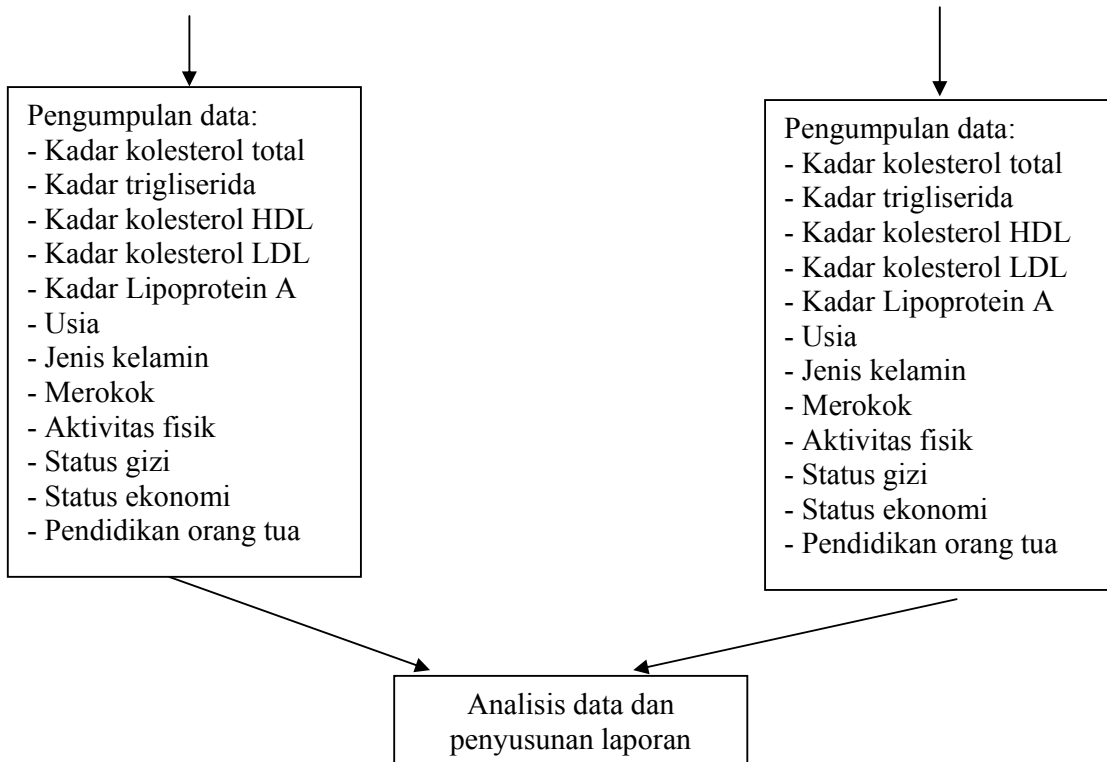 Pengumpulan data:
- Kadar kolesterol total
- Kadar trigliserida
- Kadar kolesterol HDL
- Kadar kolesterol LDL
- Kadar Lipoprotein A
- Usia
- Jenis kelamin
- Merokok
- Aktivitas fisik
- Status gizi
- Status ekonomi
- Pendidikan orang tua
Pengumpulan data:
- Kadar kolesterol total
- Kadar trigliserida
- Kadar kolesterol HDL
- Kadar kolesterol LDL
- Kadar Lipoprotein A
- Usia
- Jenis kelamin
- Merokok
- Aktivitas fisik
- Status gizi
- Status ekonomi
- Pendidikan orang tua
Analisis data dan
penyusunan laporan